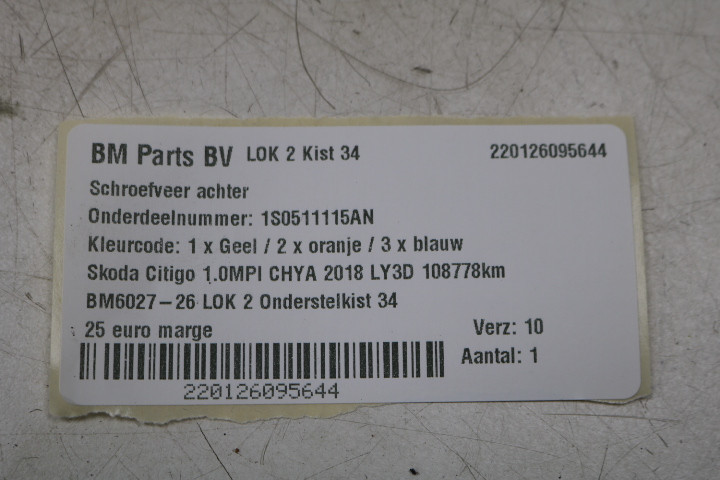 BM Parts BV LOK 2 Kist 34 220126095644
Schroefveer achter
Onderdeelnummer: 1S0511115AN
Kleurcode: 1 x Geel / 2 x oranje / 3 x blauw
Skoda Citigo 1.0MPI CHYA 2018 LY3D 108778km
BM6027-26 LOK 2 Onderstelkist 34
25 euro marge Verz: 10
Aantal: 1
220126095644